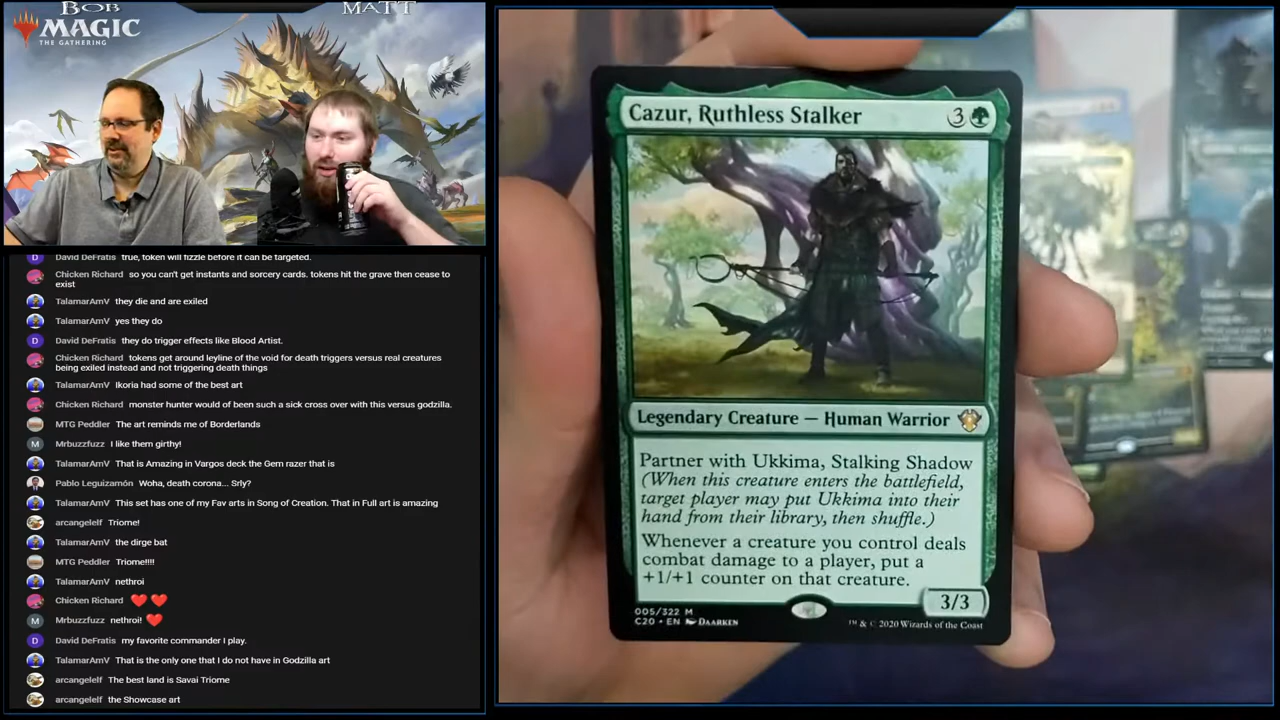 BOB
MATT
MAGIC
THE GATHERING
David DeFratis true, token will fizzle before it can be targeted.
Chicken Richard so you can't get instants and sorcery cards. tokens hit the grave then cease to
exist
TalamarAmV they die and are exiled
TalamarAmV yes they do
David DeFratis they do trigger effects like Blood Artist.
Chicken Richard tokens get around leyline of the void for death triggers versus real creatures
being exiled instead and not triggering death things
TalamarAmV Ikoria had some of the best art
Chicken Richard monster hunter would of been such a sick cross over with this versus godzilla.
MTG Peddler The art reminds me of Borderlands
M Mrbuzzfuzz I like them girthy!
TalamarAmV That is Amazing in Vargos deck the Gem razer that is
Pablo Leguizamón Woha, death corona... Srly?
TalamarAmV This set has one of my Fav arts in Song of Creation. That in Full art is amazing
arcangelelf Triome!
TalamarAmV the dirge bat
MTG Peddler Triome!!!!
TalamarAmV nethroi
Chicken Richard ❤️ ❤️
M Mrbuzzfuzz nethroi! ❤️
D David DeFratis my favorite commander I play.
TalamarAmV That is the only one that I do not have in Godzilla art
arcangelelf The best land is Savai Triome
arcangelelf the Showcase art
Cazur, Ruthless Stalker 3
Legendary Creature — Human Warrior
Partner with Ukkima, Stalking Shadow
(When this creature enters the battlefield,
target player may put Ukkima into their
hand from their library, then shuffle.)
Whenever a creature you control deals
combat damage to a player, put a
+1/+1 counter on that creature.
3/3
005/322 M
C20 • EN DAARKEN
™ & © 2020 Wizards of the Coast